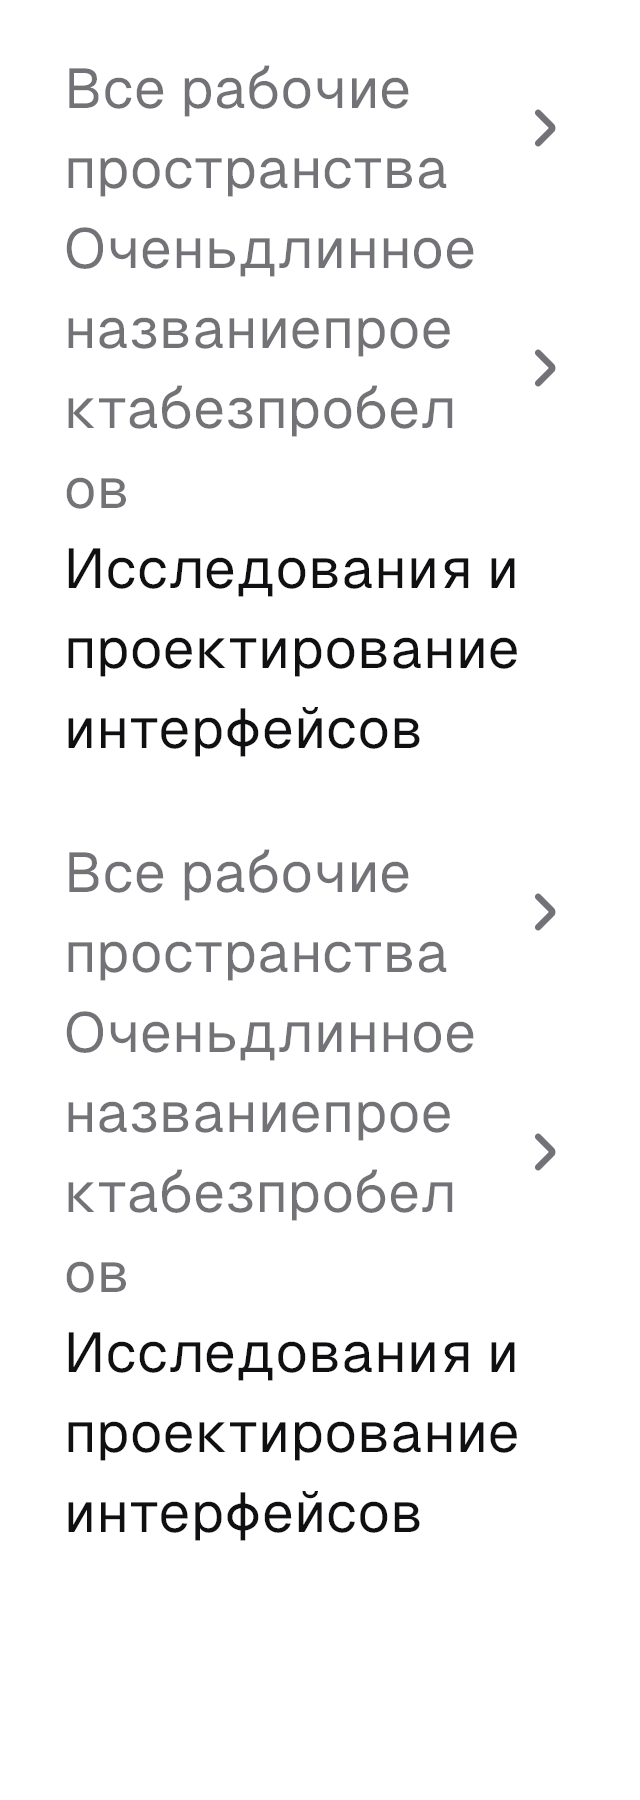 Все рабочие
пространства
Оченьдлинное
названиепрое
ктабезпробел
ов
Исследования и
проектирование
интерфейсов
Все рабочие
пространства
Оченьдлинное
названиепрое
ктабезпробел
ов
Исследования и
проектирование
интерфейсов